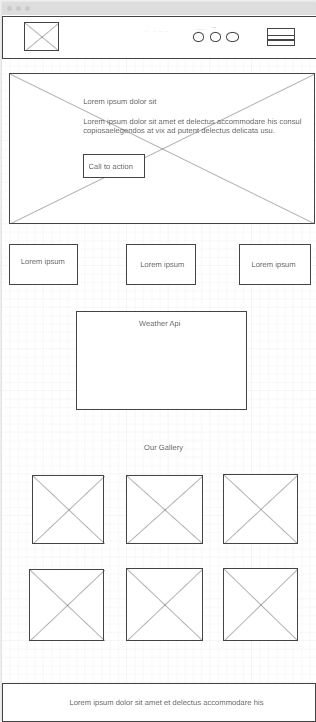 Lorem ipsum dolor sit
Lorem ipsum dolor sit amet et delectus accommodare his consul
copiosaelegendos at vix ad putent delectus delicata usu.
Call to action
Lorem ipsum
Lorem ipsum
Lorem ipsum
Weather Api
Our Gallery
Lorem ipsum dolor sit amet et delectus accommodare his